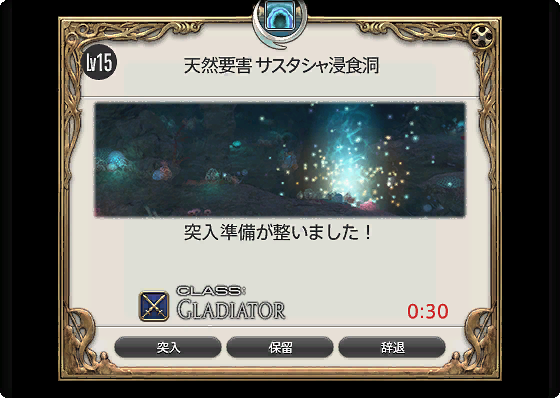 Lv15
天然要害 サスタシャ浸食洞
突入準備が整いました！
CLASS:
GLADIATOR
0:30
突入 保留 辞退